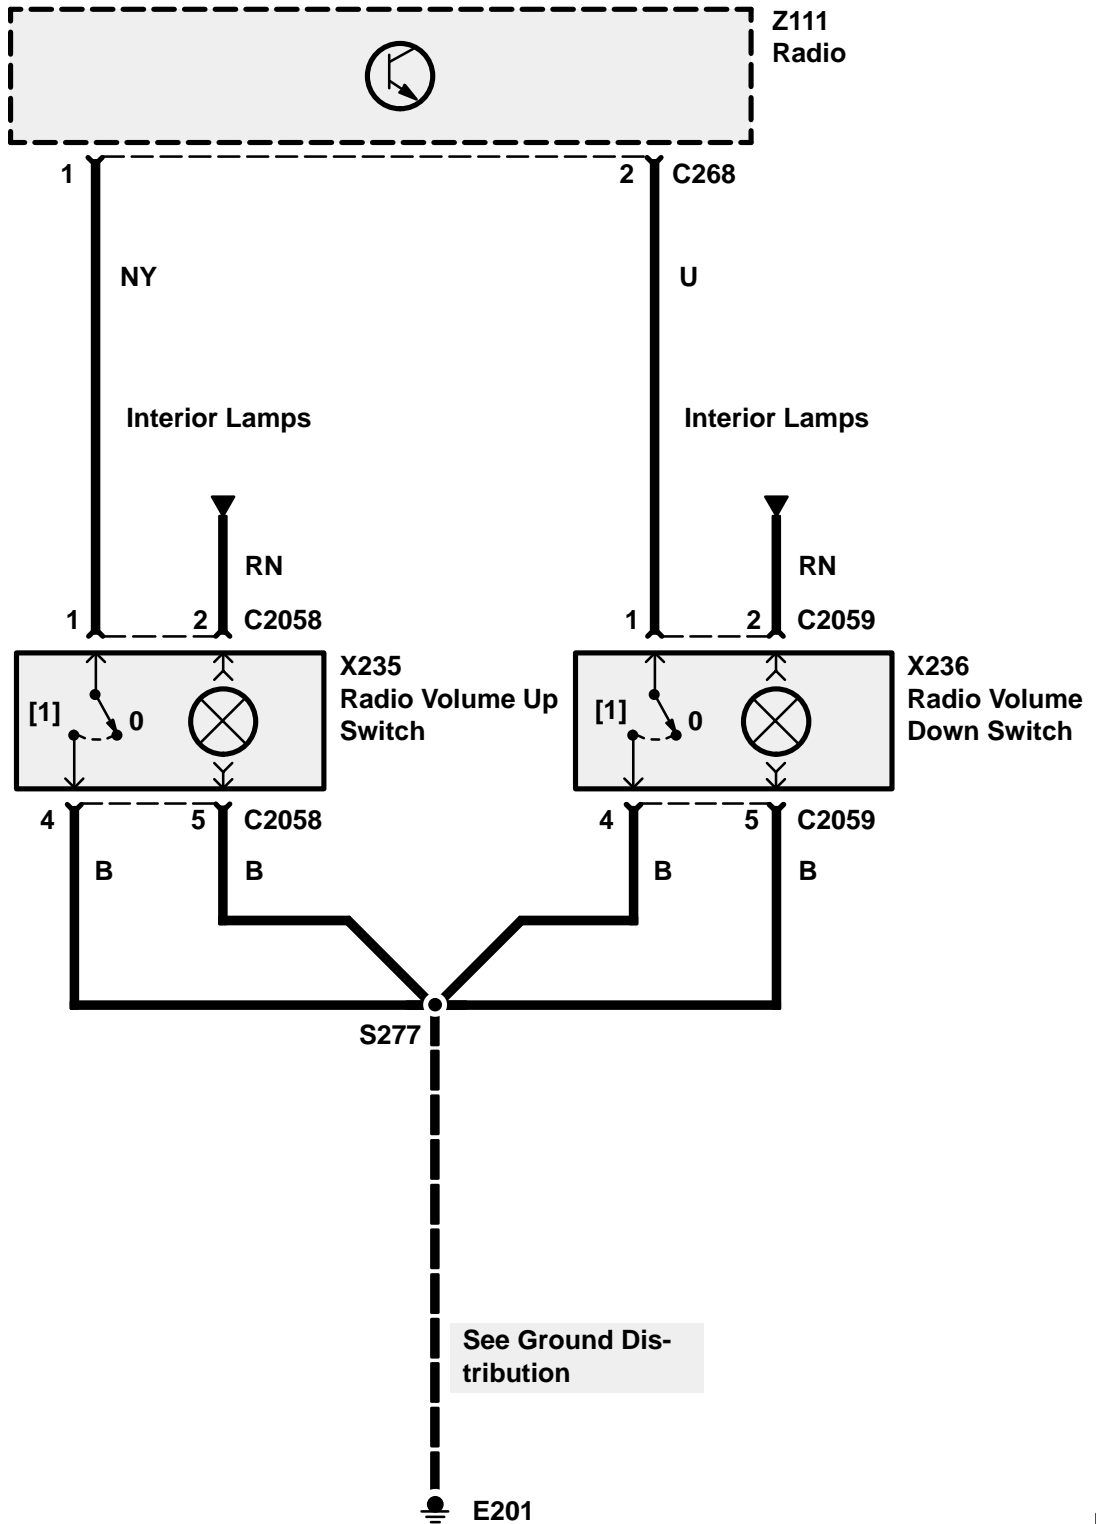 Z111
Radio
1
2
C268
NY
U
Interior Lamps
Interior Lamps
RN
RN
1
2
C2058
1
2
C2059
X235
Radio Volume Up
Switch
[1]
0
X236
Radio Volume
Down Switch
[1]
0
4
5
C2058
4
5
C2059
B
B
B
B
S277
See Ground Dis-
tribution
E201